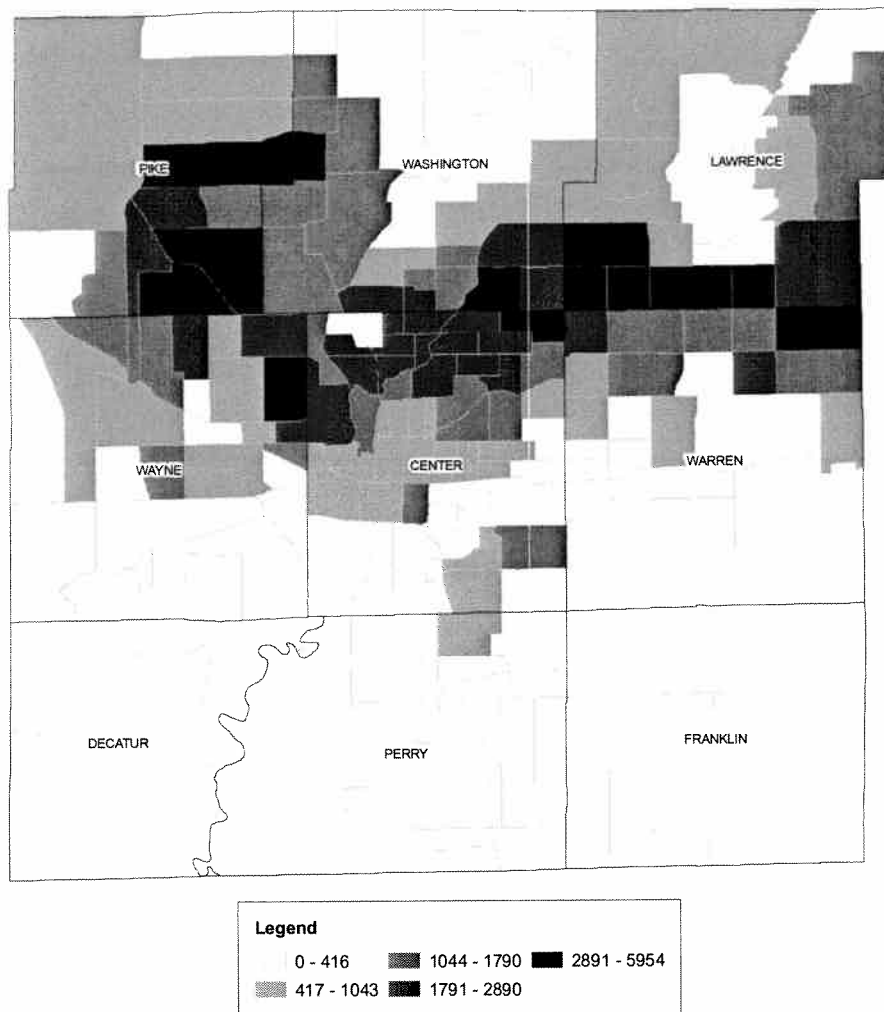 PIKE
WASHINGTON
LAWRENCE
WAYNE
CENTER
WARREN
DECATUR
PERRY
FRANKLIN
Legend
0 - 416 1044 - 1790 2891 - 5954
417 - 1043 1791 - 2890